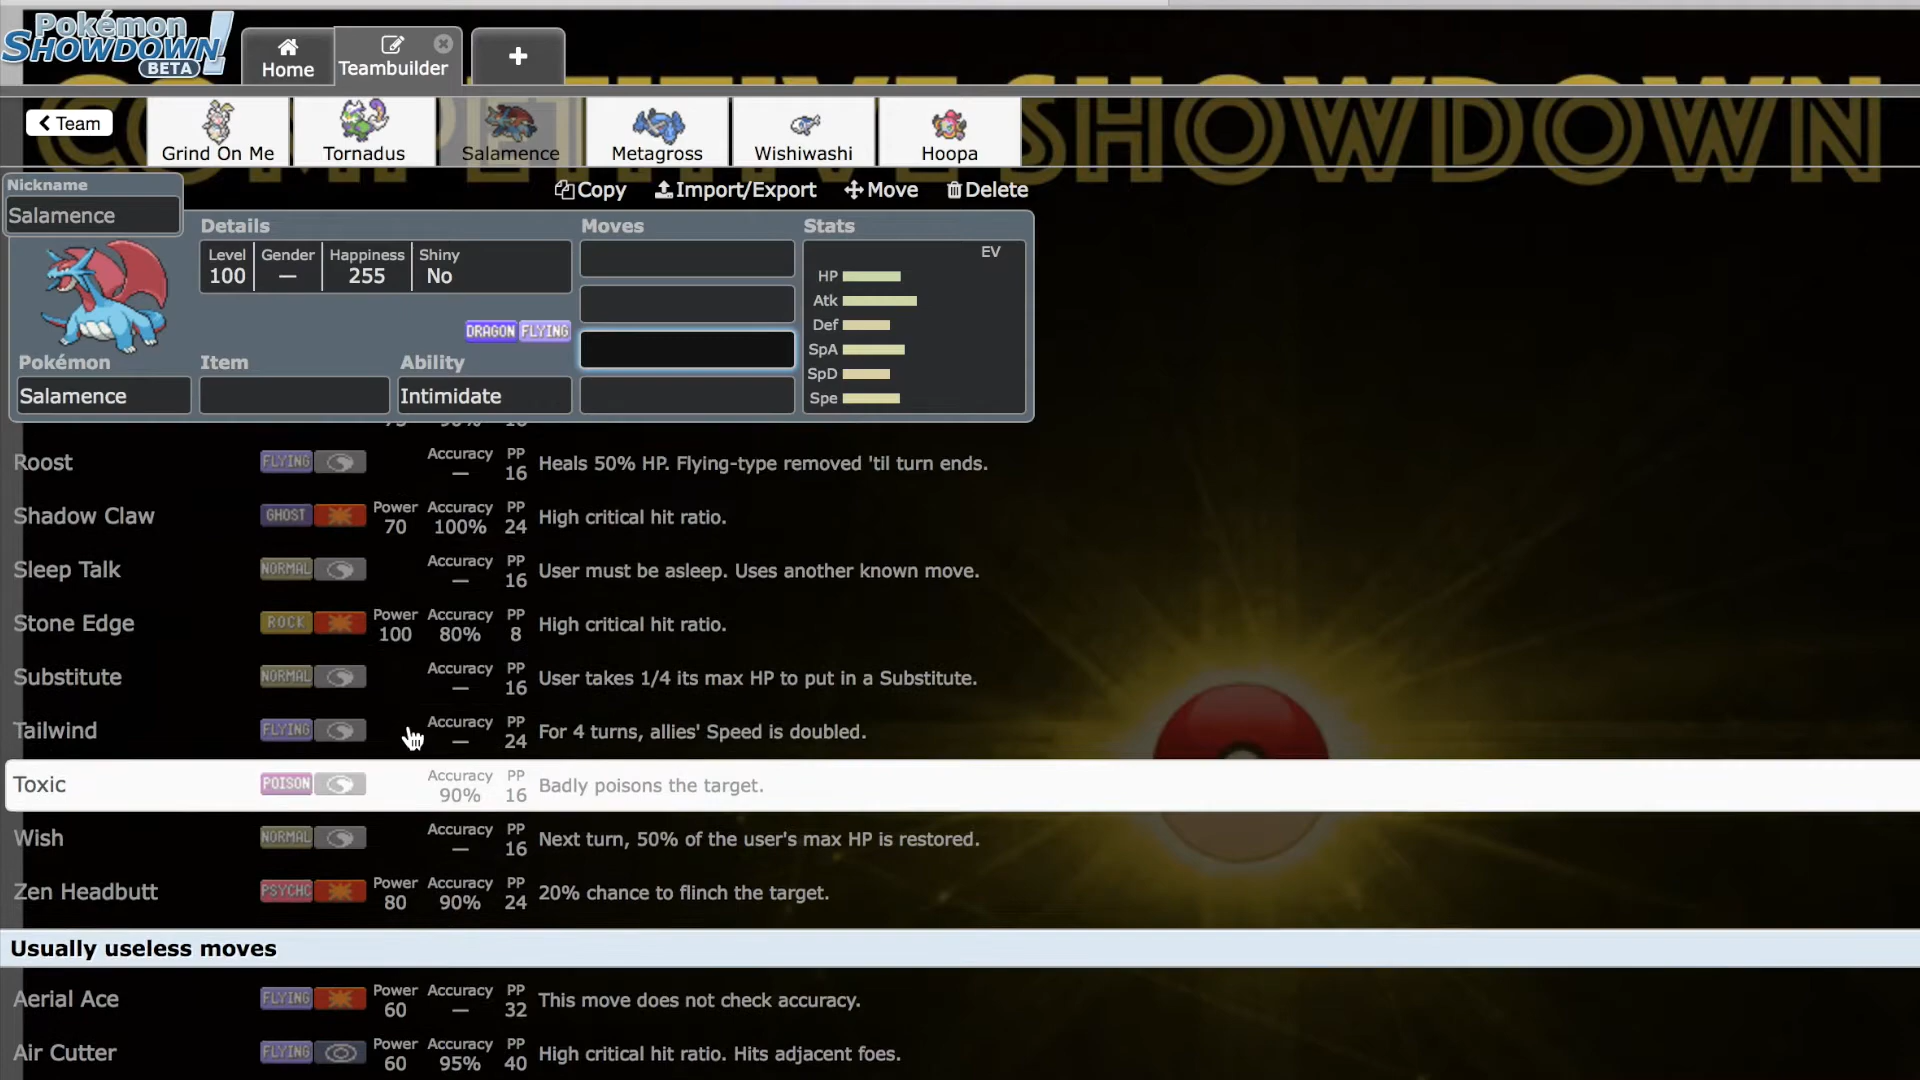 Pokémon
SHOWDOWN!
BETA
Home
Teambuilder
COMPETITIVE SHOWDOWN
Team
Grind On Me
Tornadus
Salamence
Metagross
Wishiwashi
Hoopa
Copy
Import/Export
Move
Delete
Nickname
Salamence
Details
Level
100
Gender
—
Happiness
255
Shiny
No
DRAGON FLYING
Pokémon
Salamence
Item
Ability
Intimidate
Moves
Stats
EV
HP
Atk
Def
SpA
SpD
Spe
Roost FLYING Accuracy — PP 16 Heals 50% HP. Flying-type removed 'til turn ends.
Shadow Claw GHOST Power 70 Accuracy 100% PP 24 High critical hit ratio.
Sleep Talk NORMAL Accuracy — PP 16 User must be asleep. Uses another known move.
Stone Edge ROCK Power 100 Accuracy 80% PP 8 High critical hit ratio.
Substitute NORMAL Accuracy — PP 16 User takes 1/4 its max HP to put in a Substitute.
Tailwind FLYING Accuracy — PP 24 For 4 turns, allies' Speed is doubled.
Toxic POISON Accuracy 90% PP 16 Badly poisons the target.
Wish NORMAL Accuracy — PP 16 Next turn, 50% of the user's max HP is restored.
Zen Headbutt PSYCHC Power 80 Accuracy 90% PP 24 20% chance to flinch the target.
Usually useless moves
Aerial Ace FLYING Power 60 Accuracy — PP 32 This move does not check accuracy.
Air Cutter FLYING Power 60 Accuracy 95% PP 40 High critical hit ratio. Hits adjacent foes.